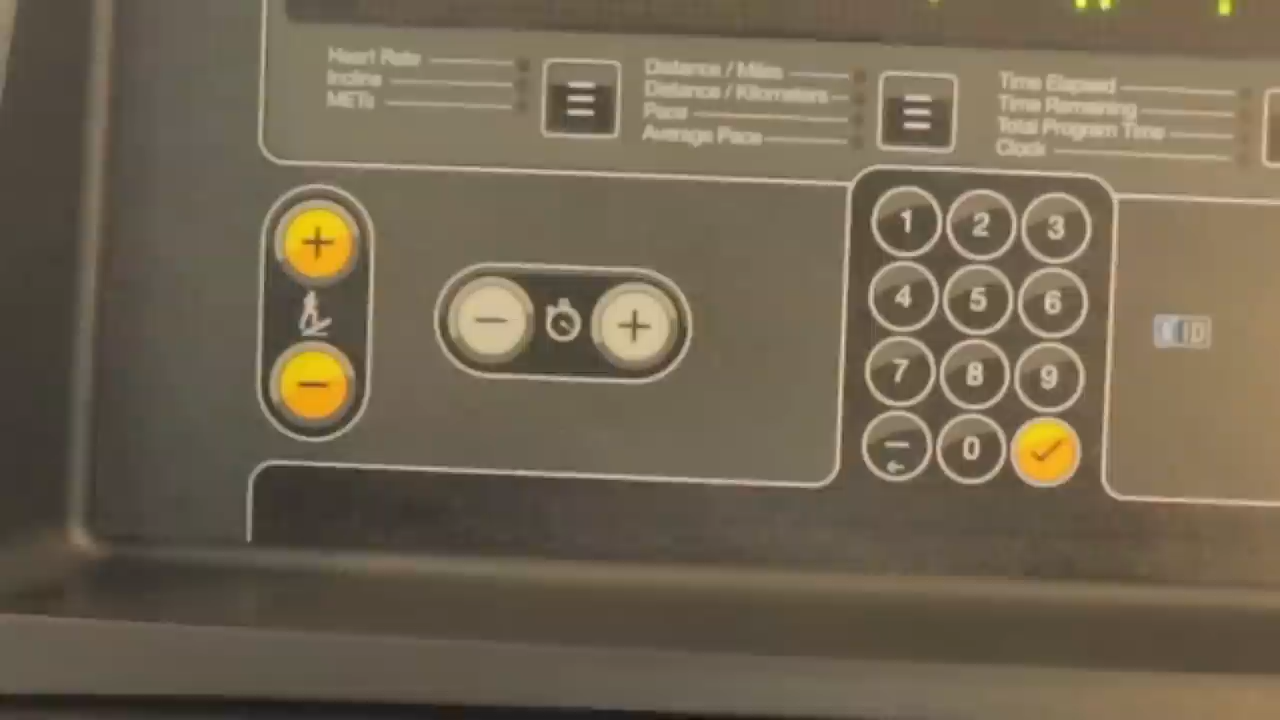 Heart Rate
Incline
METs
Distance / Miles
Distance / Kilometers
Pace
Average Pace
Time Elapsed
Time Remaining
Total Program Time
Clock
1 2 3
4 5 6
7 8 9
0